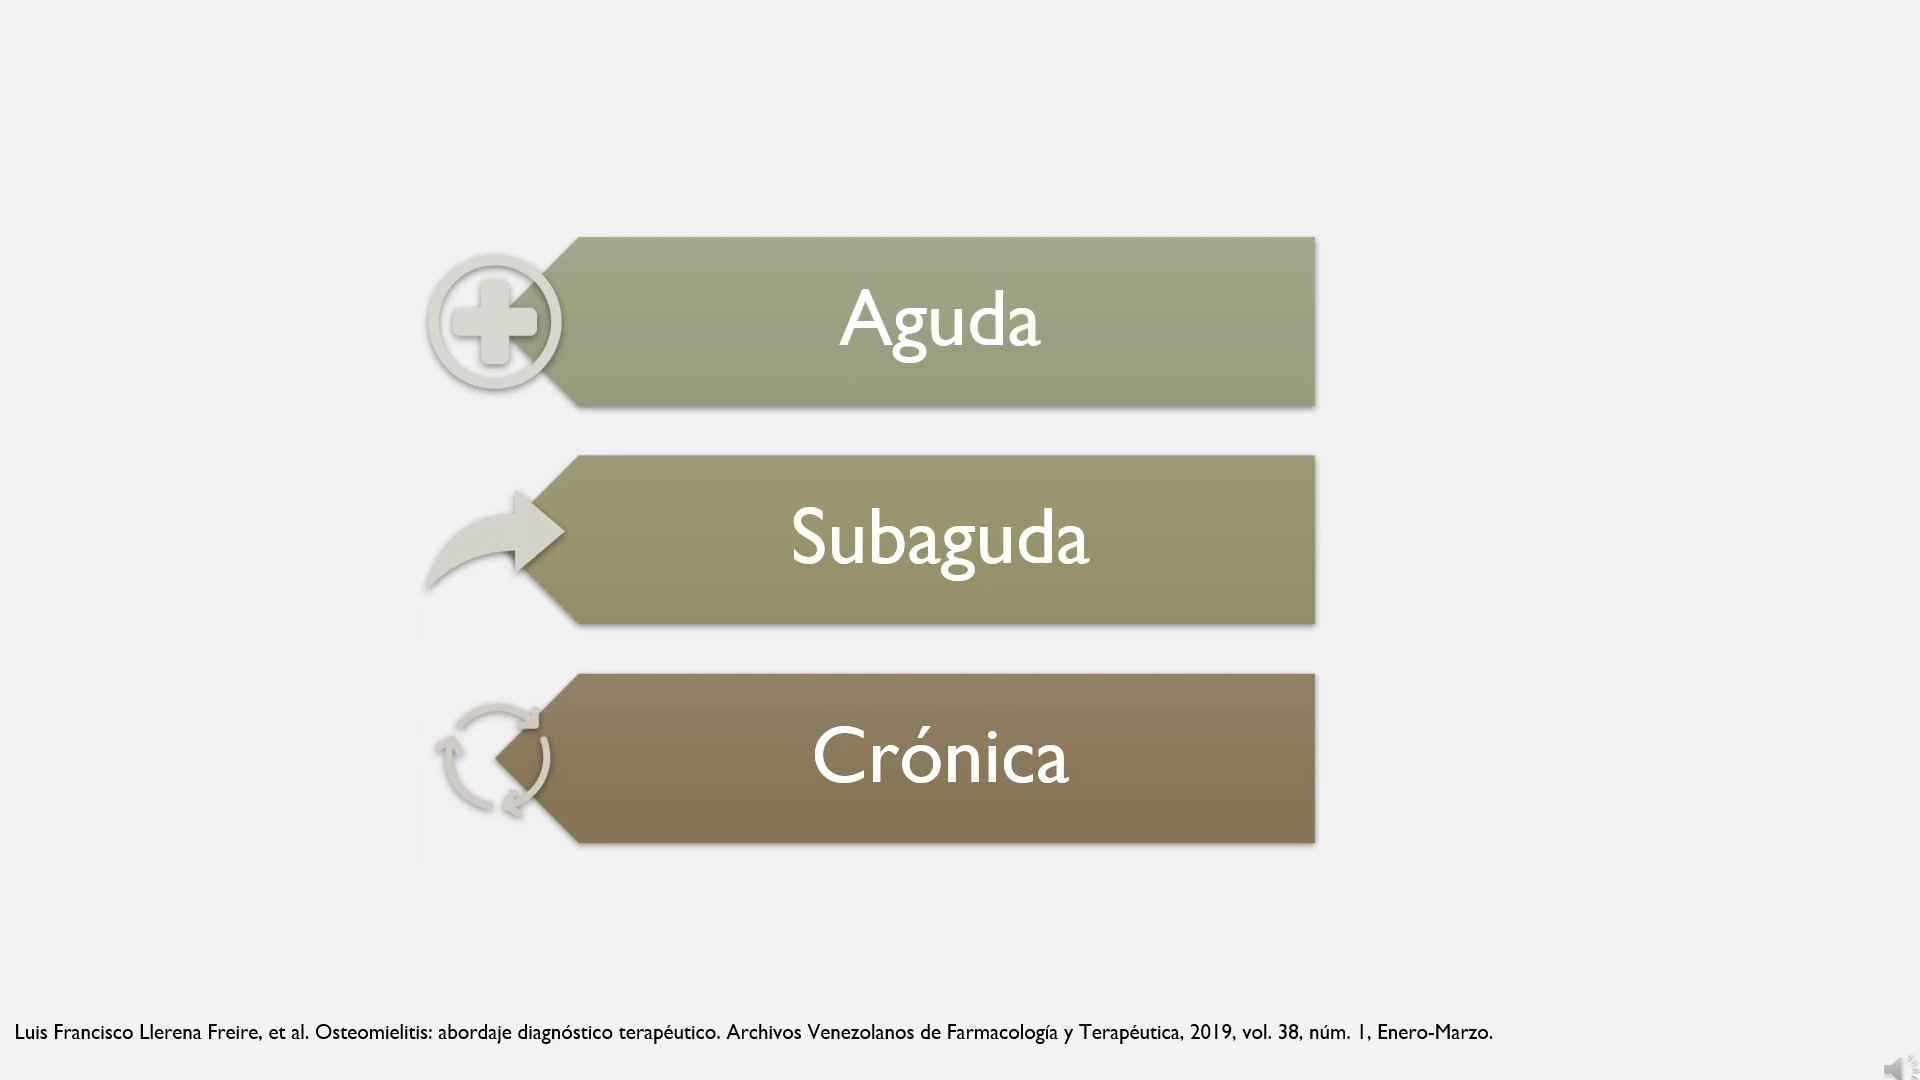 Aguda
Subaguda
Crónica
Luis Francisco Llerena Freire, et al. Osteomielitis: abordaje diagnóstico terapéutico. Archivos Venezolanos de Farmacología y Terapéutica, 2019, vol. 38, núm. 1, Enero-Marzo.